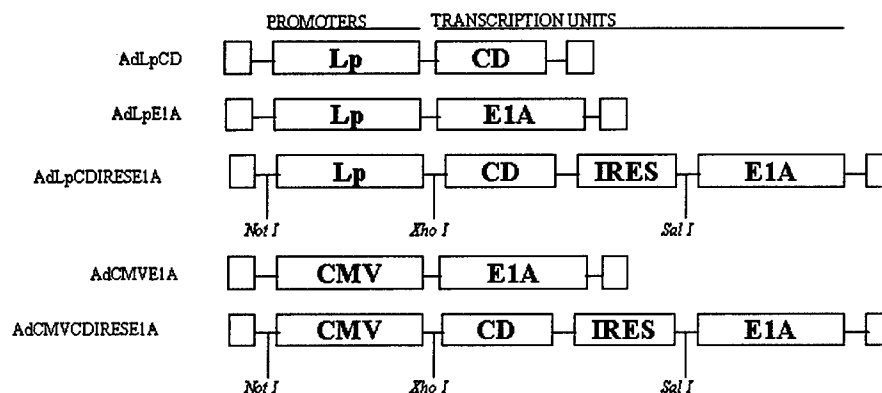 PROMOTERS TRANSCRIPTION UNITS
AdLpCD Lp CD
AdLpE1A Lp E1A
AdLpCDIRESE1A Lp CD IRES E1A
Not I Xho I Sal I
AdCMVE1A CMV E1A
AdCMVCDIRESE1A CMV CD IRES E1A
Not I Xho I Sal I